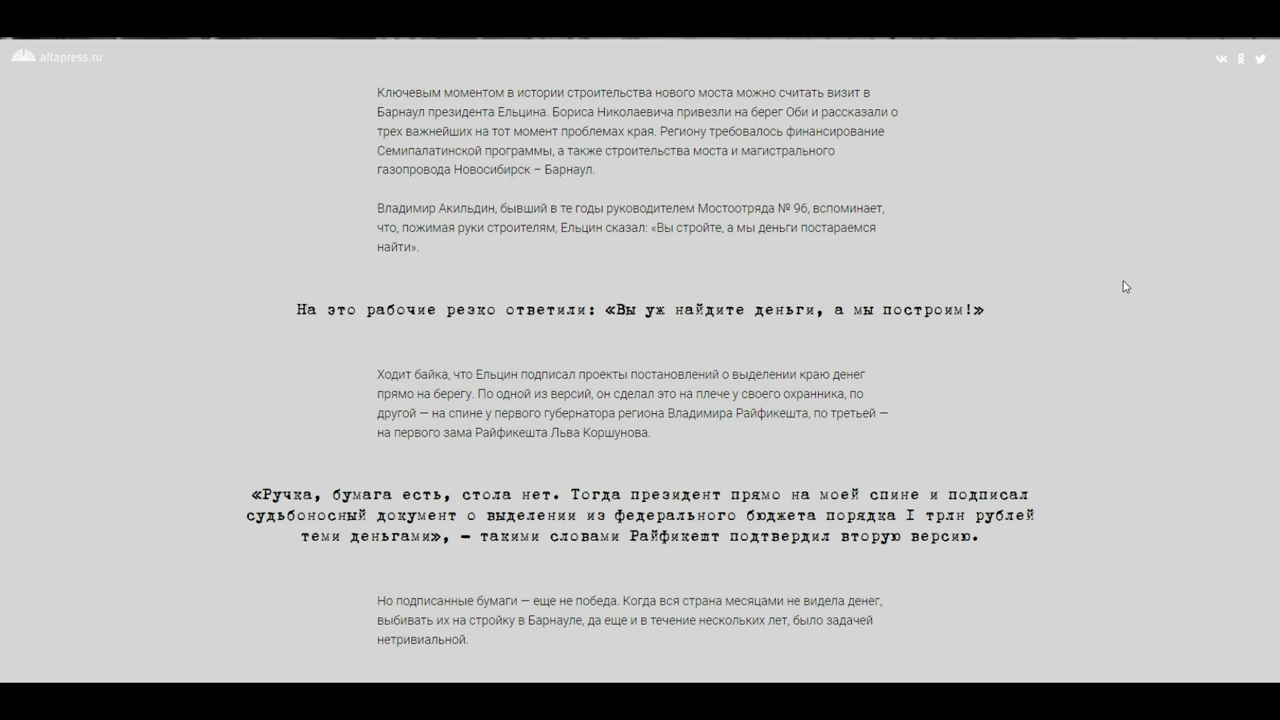 altapress.ru
Ключевым моментом в истории строительства нового моста можно считать визит в
Барнаул президента Ельцина. Бориса Николаевича привезли на берег Оби и рассказали о
трех важнейших на тот момент проблемах края. Региону требовалось финансирование
Семипалатинской программы, а также строительства моста и магистрального
газопровода Новосибирск – Барнаул.
Владимир Акильдин, бывший в те годы руководителем Мостоотряда № 96, вспоминает,
что, пожимая руки строителям, Ельцин сказал: «Вы стройте, а мы деньги постараемся
найти».
На это рабочие резко ответили: «Вы уж найдите деньги, а мы построим!»
Ходит байка, что Ельцин подписал проекты постановлений о выделении краю денег
прямо на берегу. По одной из версий, он сделал это на плече у своего охранника, по
другой — на спине у первого губернатора региона Владимира Райфикешта, по третьей —
на первого зама Райфикешта Льва Коршунова.
«Ручка, бумага есть, стола нет. Тогда президент прямо на моей спине и подписал
судьбоносный документ о выделении из федерального бюджета порядка I трлн рублей
теми деньгами», – такими словами Райфикешт подтвердил вторую версию.
Но подписанные бумаги — еще не победа. Когда вся страна месяцами не видела денег,
выбивать их на стройку в Барнауле, да еще и в течение нескольких лет, было задачей
нетривиальной.